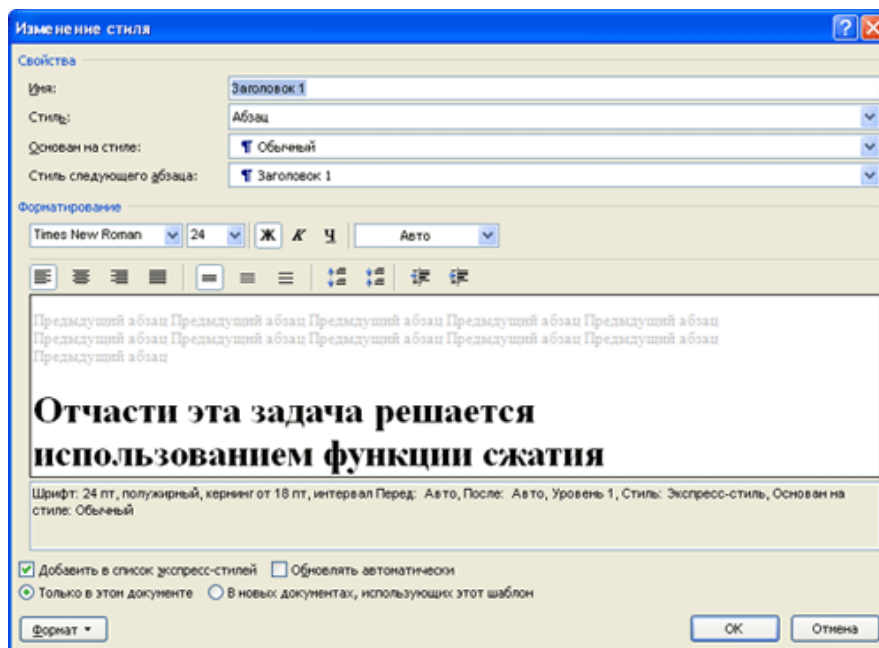 Изменение стиля
Свойства
Имя: Заголовок 1
Стиль: Абзац
Основан на стиле: ¶ Обычный
Стиль следующего абзаца: ¶ Заголовок 1
Форматирование
Times New Roman 24 Ж К Ч Авто
Предыдущий абзац Предыдущий абзац Предыдущий абзац Предыдущий абзац Предыдущий абзац
Предыдущий абзац Предыдущий абзац Предыдущий абзац Предыдущий абзац Предыдущий абзац
Предыдущий абзац
Отчасти эта задача решается
использованием функции сжатия
Шрифт: 24 пт, полужирный, кернинг от 18 пт, интервал Перед: Авто, После: Авто, Уровень 1, Стиль: Экспресс-стиль, Основан на
стиле: Обычный
Добавить в список экспресс-стилей Обновлять автоматически
Только в этом документе В новых документах, использующих этот шаблон
Формат OK Отмена